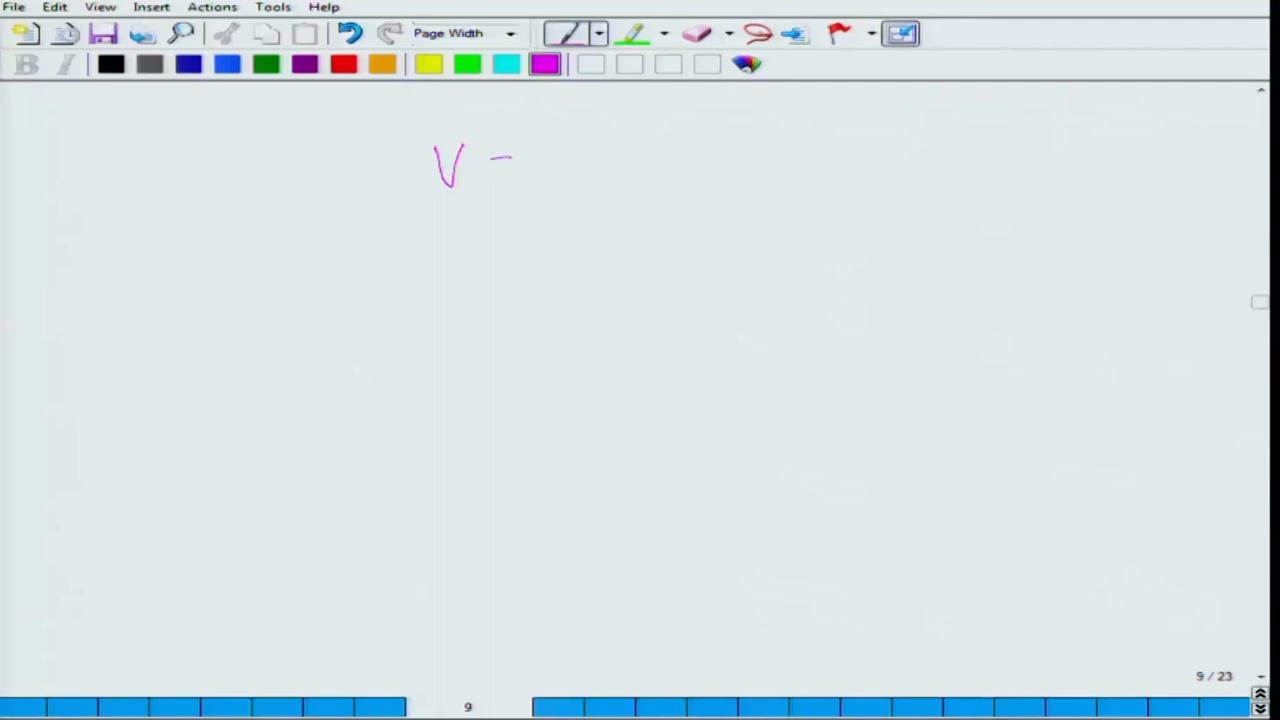 File Edit View Insert Actions Tools Help
Page Width
B I
V -
9 / 23
9